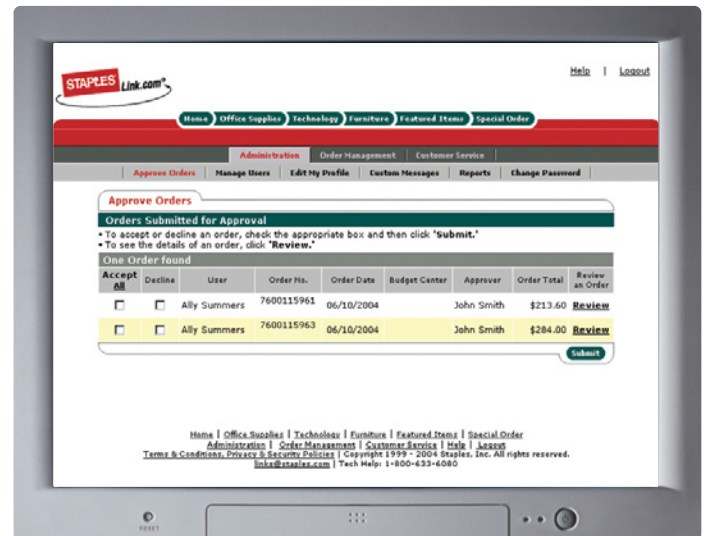 STAPLES Link.com
Help | Logout
Home Office Supplies Technology Furniture Featured Items Special Order
Administration Order Management Customer Service
Approve Orders Manage Users Edit My Profile Custom Messages Reports Change Password
Approve Orders
Orders Submitted for Approval
• To accept or decline an order, check the appropriate box and then click "Submit."
• To see the details of an order, click "Review."
One Order found
Accept All Decline User Order No. Order Date Budget Center Approver Order Total Review an Order
Ally Summers 7600115961 06/10/2004 John Smith $213.60 Review
Ally Summers 7600115963 06/10/2004 John Smith $284.00 Review
Submit
Home | Office Supplies | Technology | Furniture | Featured Items | Special Order
Administration | Order Management | Customer Service | Help | Logout
Terms & Conditions, Privacy & Security Policies | Copyright 1999 - 2004 Staples, Inc. All rights reserved.
links@staples.com | Tech Help: 1-800-633-6080
RESET